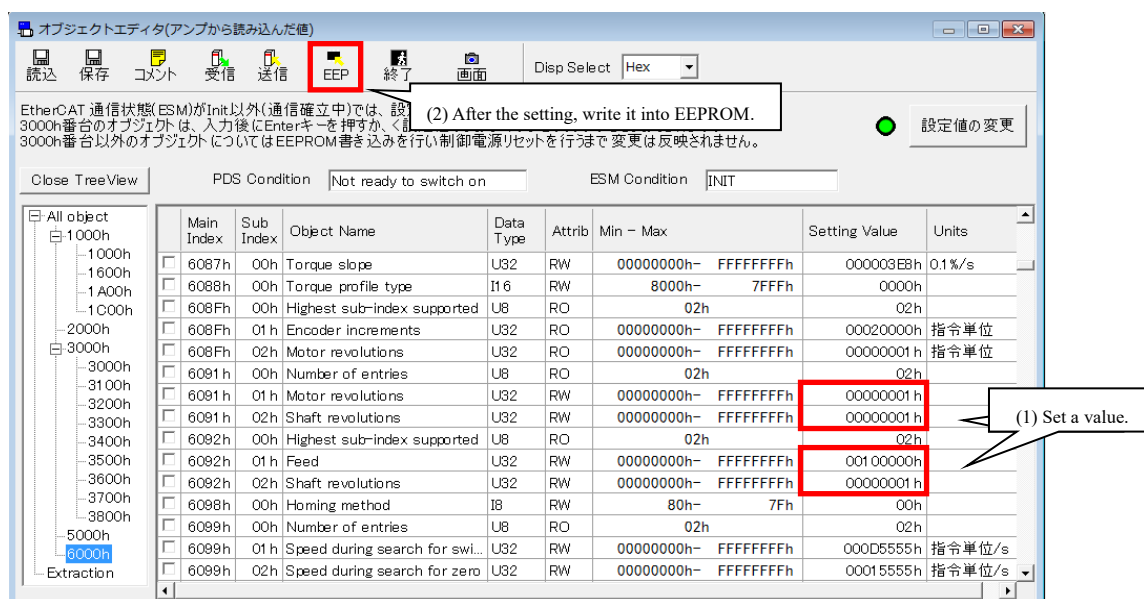 オブジェクトエディタ(アンプから読み込んだ値)
読込 保存 コメント 受信 送信 EEP 終了 画面 Disp Select Hex
(2) After the setting, write it into EEPROM.
EtherCAT 通信状態(ESM)がInit以外(通信確立中)では、設
3000h番台のオブジェクトは、入力後にEnterキーを押すか、
3000h番台以外のオブジェクトについてはEEPROM書き込みを行い制御電源リセットを行うまで変更は反映されません。
設定値の変更
Close TreeView PDS Condition Not ready to switch on ESM Condition INIT
All object
1000h
1000h
1600h
1A00h
1C00h
2000h
3000h
3000h
3100h
3200h
3300h
3400h
3500h
3600h
3700h
3800h
5000h
6000h
Extraction
Main Index Sub Index Object Name Data Type Attrib Min - Max Setting Value Units
6087h 00h Torque slope U32 RW 00000000h- FFFFFFFFh 000003E8h 0.1%/s
6088h 00h Torque profile type I16 RW 8000h- 7FFFh 0000h
608Fh 00h Highest sub-index supported U8 RO 02h 02h
608Fh 01h Encoder increments U32 RO 00000000h- FFFFFFFFh 00020000h 指令単位
608Fh 02h Motor revolutions U32 RO 00000000h- FFFFFFFFh 00000001h 指令単位
6091h 00h Number of entries U8 RO 02h 02h
6091h 01h Motor revolutions U32 RW 00000000h- FFFFFFFFh 00000001h
6091h 02h Shaft revolutions U32 RW 00000000h- FFFFFFFFh 00000001h
6092h 00h Highest sub-index supported U8 RO 02h 02h
6092h 01h Feed U32 RW 00000000h- FFFFFFFFh 00100000h
6092h 02h Shaft revolutions U32 RW 00000000h- FFFFFFFFh 00000001h
6098h 00h Homing method I8 RW 80h- 7Fh 00h
6099h 00h Number of entries U8 RO 02h 02h
6099h 01h Speed during search for swi... U32 RW 00000000h- FFFFFFFFh 000D5555h 指令単位/s
6099h 02h Speed during search for zero U32 RW 00000000h- FFFFFFFFh 00015555h 指令単位/s
(1) Set a value.